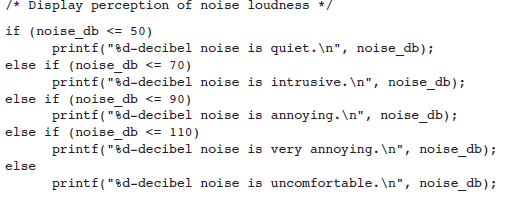 /* Display perception of noise loudness */
if (noise_db <= 50)
      printf("%d-decibel noise is quiet.\n", noise_db);
else if (noise_db <= 70)
      printf("%d-decibel noise is intrusive.\n", noise_db);
else if (noise_db <= 90)
      printf("%d-decibel noise is annoying.\n", noise_db);
else if (noise_db <= 110)
      printf("%d-decibel noise is very annoying.\n", noise_db);
else
      printf("%d-decibel noise is uncomfortable.\n", noise_db);